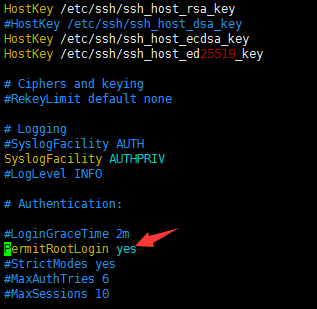 HostKey /etc/ssh/ssh_host_rsa_key
#HostKey /etc/ssh/ssh_host_dsa_key
HostKey /etc/ssh/ssh_host_ecdsa_key
HostKey /etc/ssh/ssh_host_ed25519_key
# Ciphers and keying
#RekeyLimit default none
# Logging
#SyslogFacility AUTH
SyslogFacility AUTHPRIV
#LogLevel INFO
# Authentication:
#LoginGraceTime 2m
PermitRootLogin yes
#StrictModes yes
#MaxAuthTries 6
#MaxSessions 10